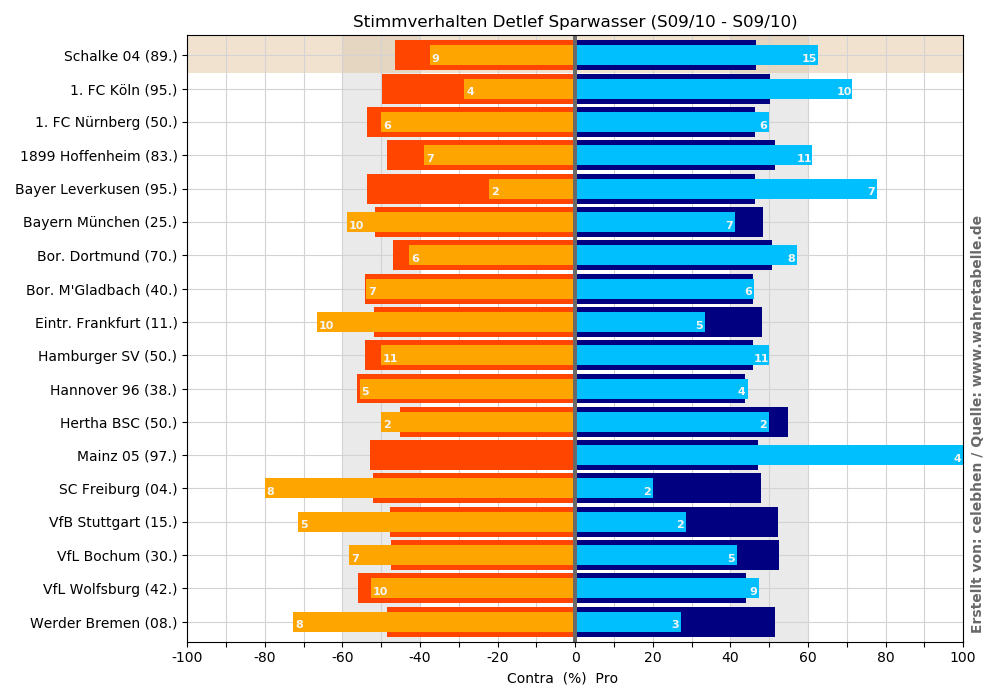 Stimmverhalten Detlef Sparwasser (S09/10 - S09/10)
Schalke 04 (89.) 9 15
1. FC Köln (95.) 4 10
1. FC Nürnberg (50.) 6 6
1899 Hoffenheim (83.) 7 11
Bayer Leverkusen (95.) 2 7
Bayern München (25.) 10 7
Bor. Dortmund (70.) 6 8
Bor. M'Gladbach (40.) 7 6
Eintr. Frankfurt (11.) 10 5
Hamburger SV (50.) 11 11
Hannover 96 (38.) 5 4
Hertha BSC (50.) 2 2
Mainz 05 (97.) 4
SC Freiburg (04.) 8 2
VfB Stuttgart (15.) 5 2
VfL Bochum (30.) 7 5
VfL Wolfsburg (42.) 10 9
Werder Bremen (08.) 8 3
-100 -80 -60 -40 -20 0 20 40 60 80 100
Contra (%) Pro
Erstellt von: celebhen / Quelle: www.wahretabelle.de